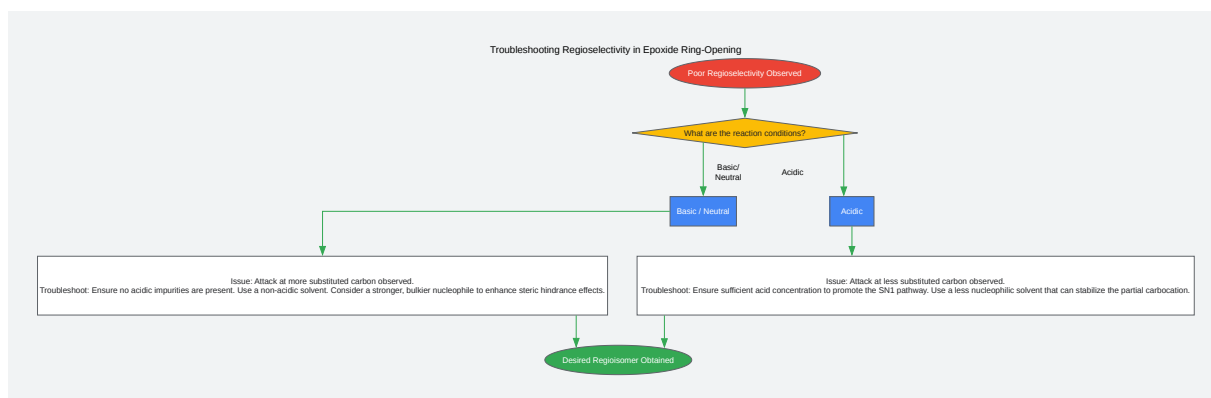 Troubleshooting Regioselectivity in Epoxide Ring-Opening
Poor Regioselectivity Observed
What are the reaction conditions?
Basic/
Neutral
Acidic
Basic / Neutral
Acidic
Issue: Attack at more substituted carbon observed.
Troubleshoot: Ensure no acidic impurities are present. Use a non-acidic solvent. Consider a stronger, bulkier nucleophile to enhance steric hindrance effects.
Issue: Attack at less substituted carbon observed.
Troubleshoot: Ensure sufficient acid concentration to promote the SN1 pathway. Use a less nucleophilic solvent that can stabilize the partial carbocation.
Desired Regioisomer Obtained